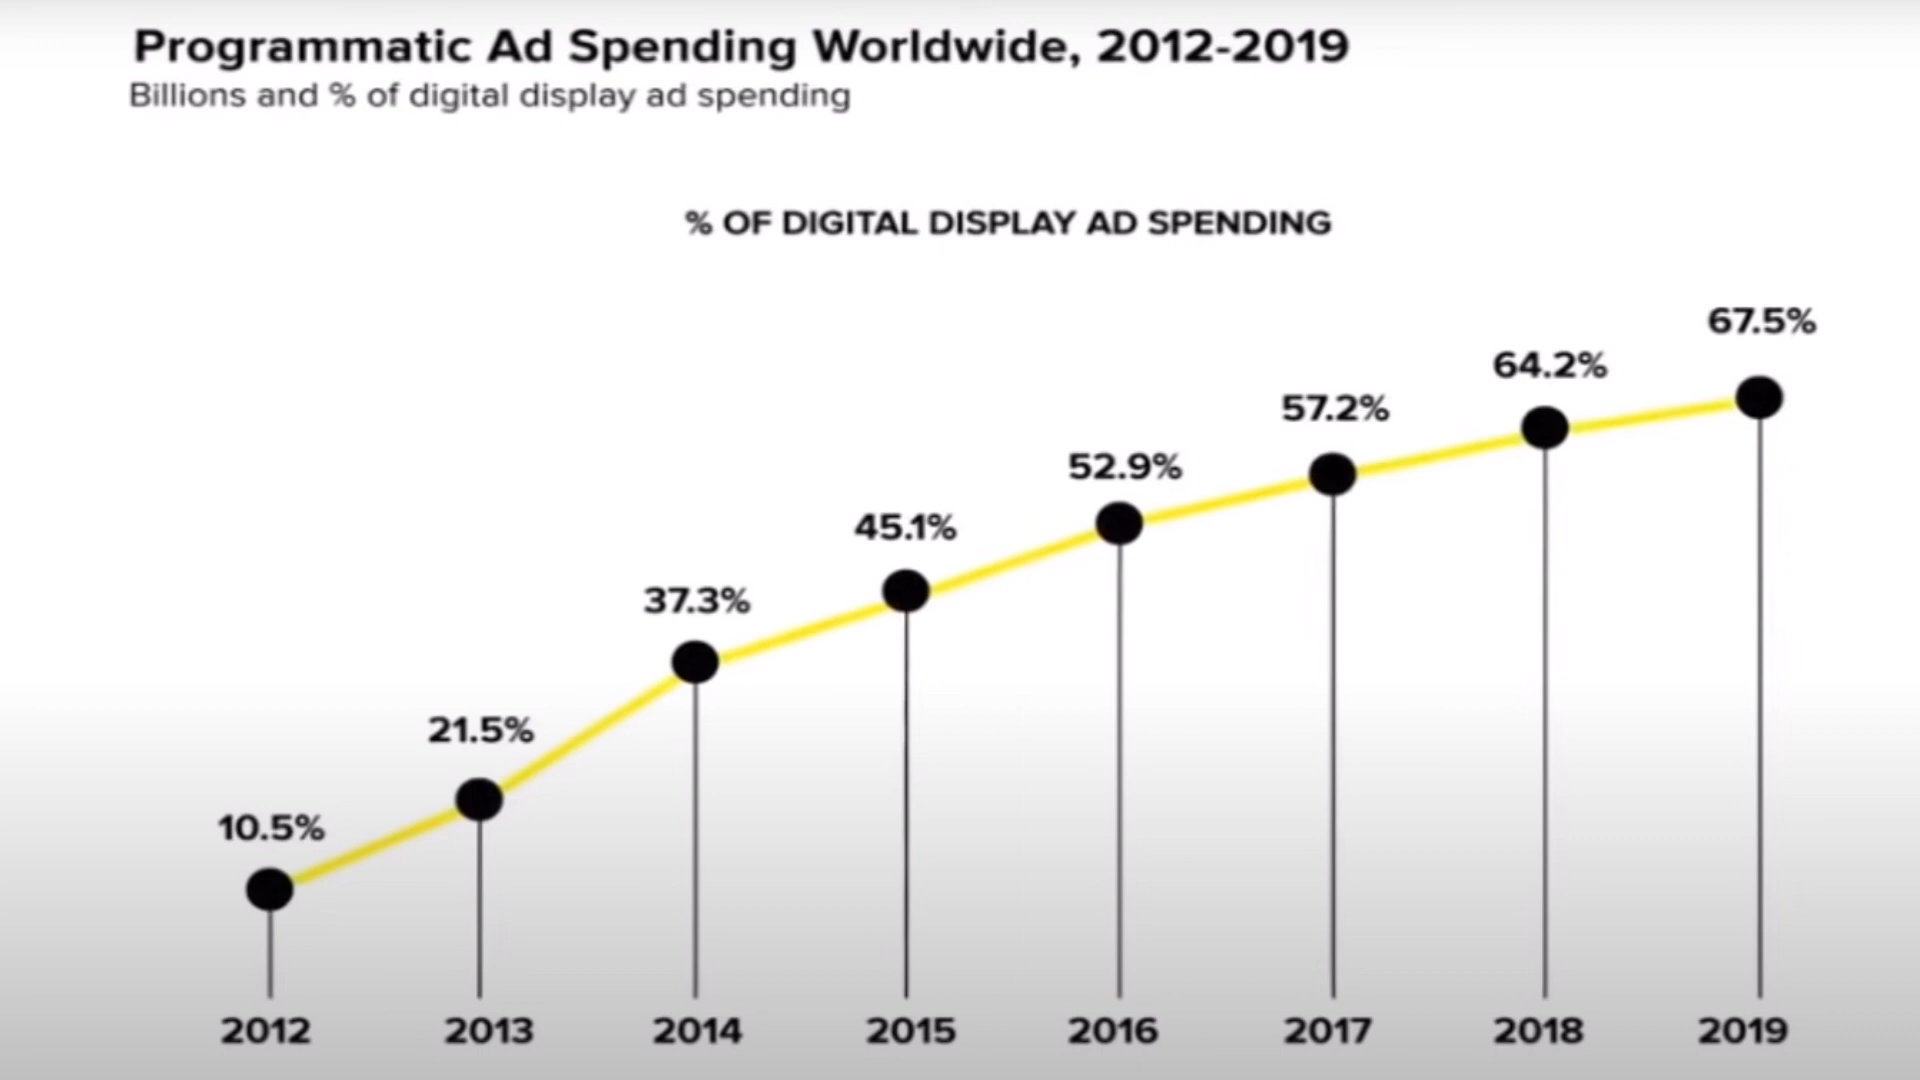 Programmatic Ad Spending Worldwide, 2012-2019
Billions and % of digital display ad spending
% OF DIGITAL DISPLAY AD SPENDING
10.5%
21.5%
37.3%
45.1%
52.9%
57.2%
64.2%
67.5%
2012 2013 2014 2015 2016 2017 2018 2019